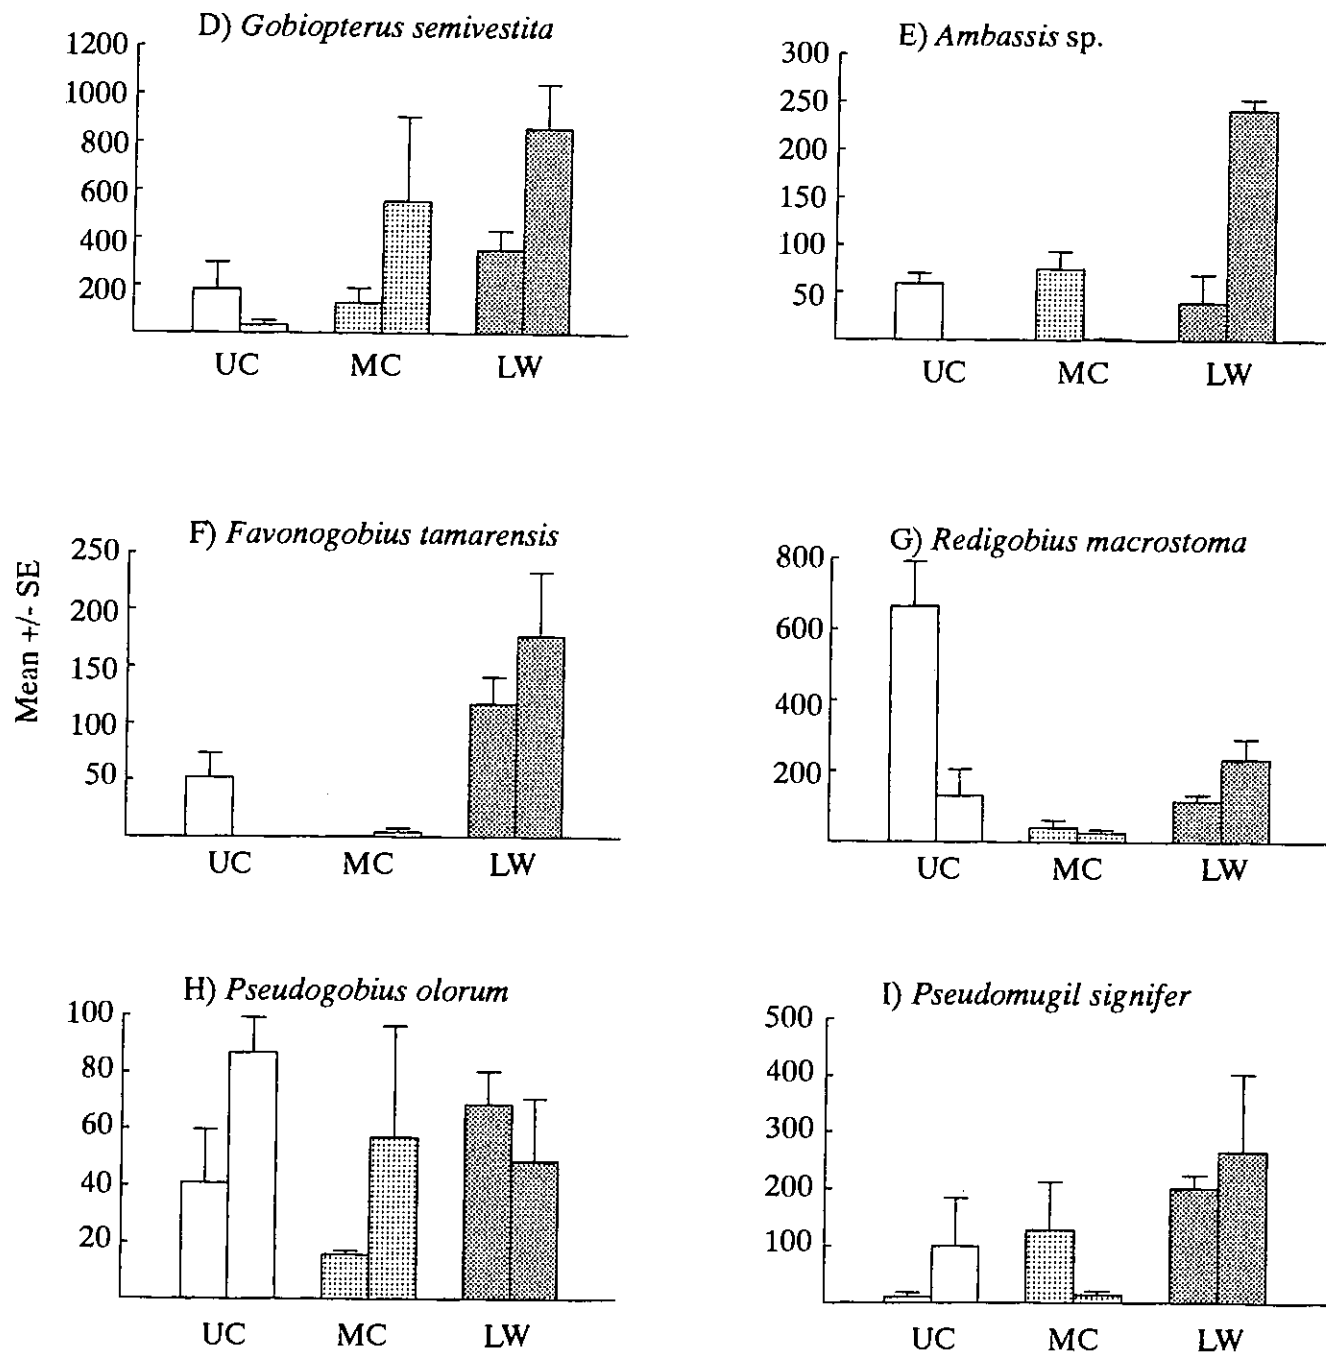 D) Gobiopterus semivestita
1200
1000
800
600
400
200
UC MC LW
E) Ambassis sp.
300
250
200
150
100
50
UC MC LW
Mean +/- SE
F) Favonogobius tamarensis
250
200
150
100
50
UC MC LW
G) Redigobius macrostoma
800
600
400
200
UC MC LW
H) Pseudogobius olorum
100
80
60
40
20
UC MC LW
I) Pseudomugil signifer
500
400
300
200
100
UC MC LW